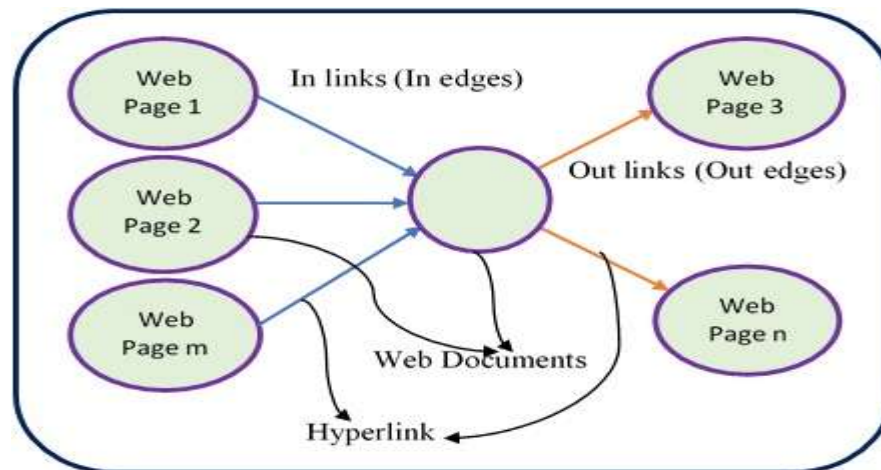 Web
Page 1
In links (In edges)
Web
Page 3
Out links (Out edges)
Web
Page 2
Web
Page m
Web
Page n
Web Documents
Hyperlink